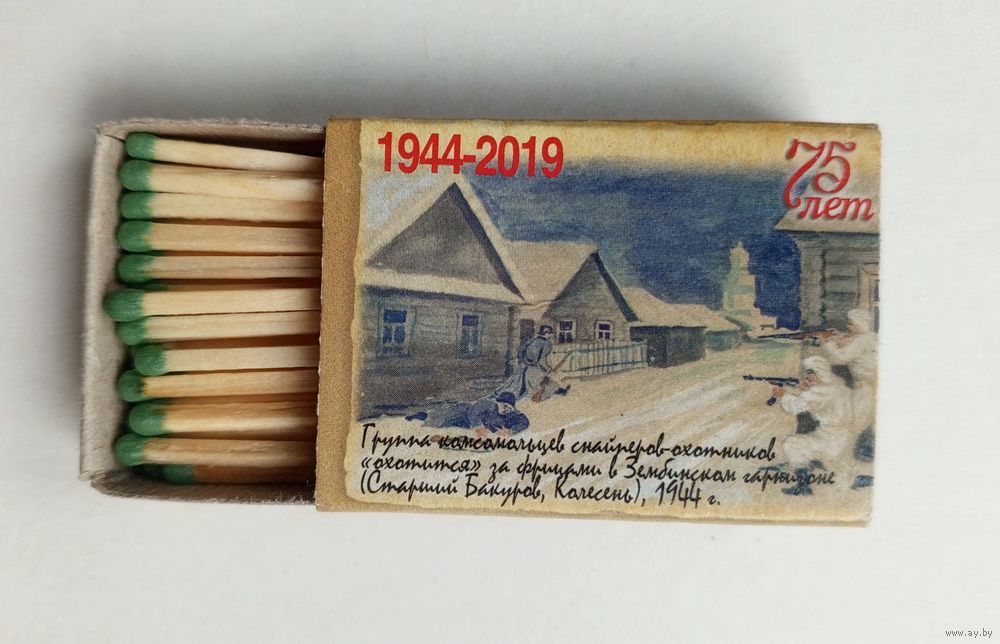 1944-2019
75
лет
Группа комсомольцев снайперов-охотников
«охотится» за фрицами в Зембинском гарнизоне
(Старший Бакуров, Колесень), 1944 г.
www.ay.by